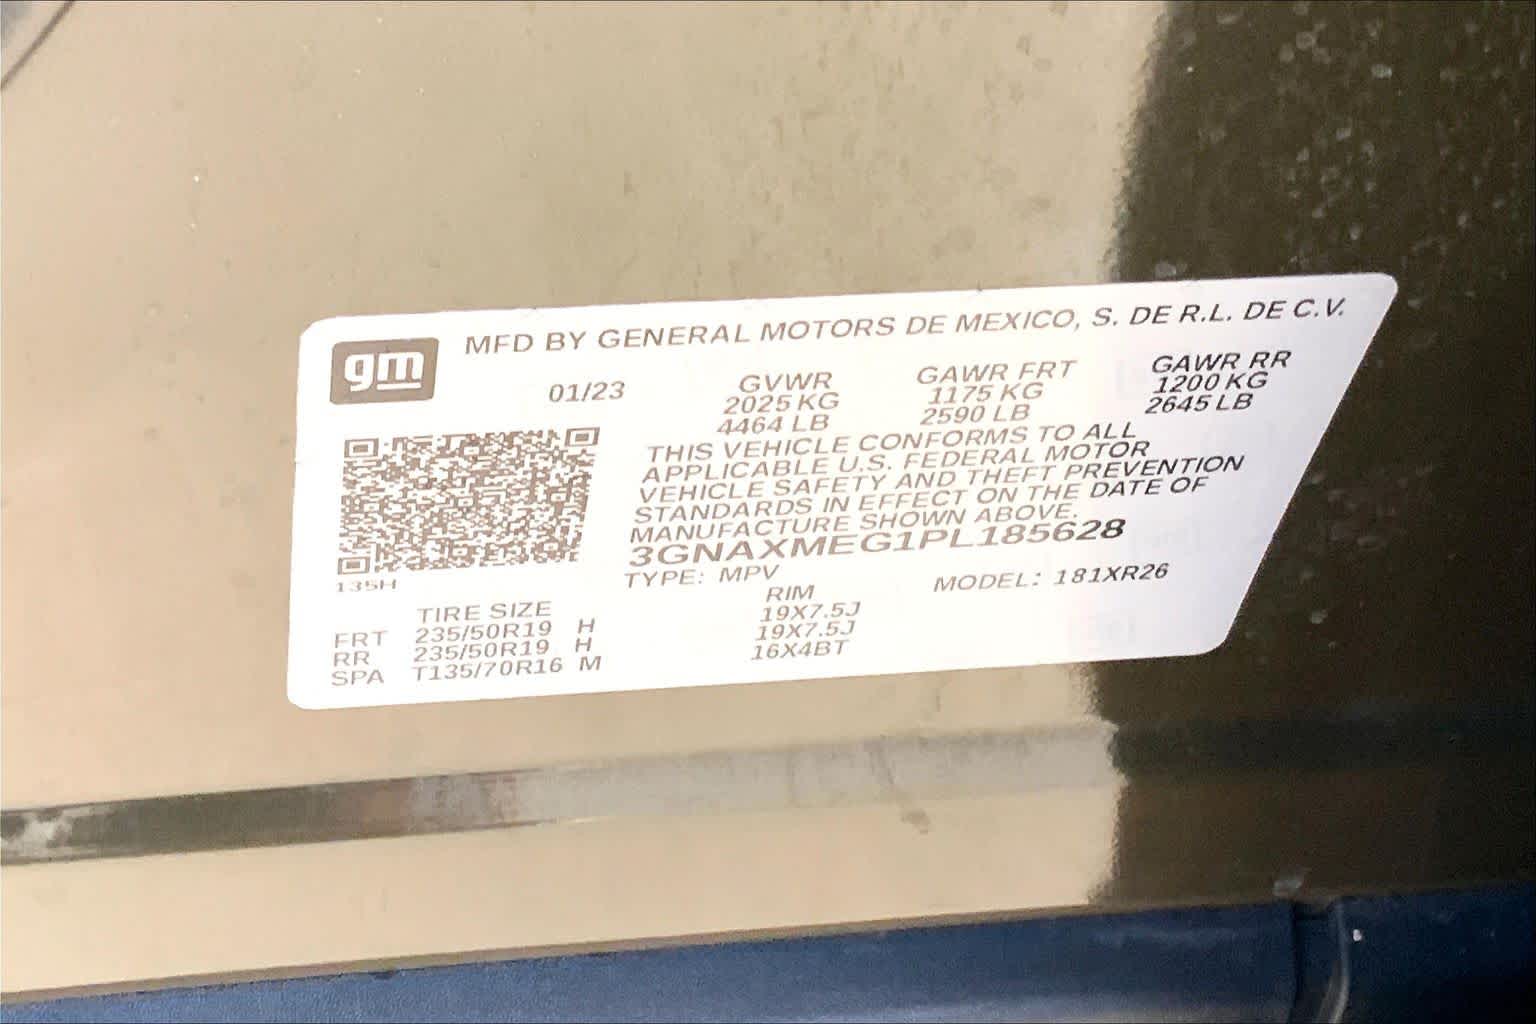 gm
MFD BY GENERAL MOTORS DE MEXICO, S. DE R.L. DE C.V.
01/23
GVWR GAWR FRT GAWR RR
2025 KG 1175 KG 1200 KG
4464 LB 2590 LB 2645 LB
THIS VEHICLE CONFORMS TO ALL
APPLICABLE U.S. FEDERAL MOTOR
VEHICLE SAFETY AND THEFT PREVENTION
STANDARDS IN EFFECT ON THE DATE OF
MANUFACTURE SHOWN ABOVE.
3GNAXMEG1PL185628
135H
TYPE: MPV MODEL: 181XR26
TIRE SIZE RIM
FRT 235/50R19 H 19X7.5J
RR 235/50R19 H 19X7.5J
SPA T135/70R16 M 16X4BT